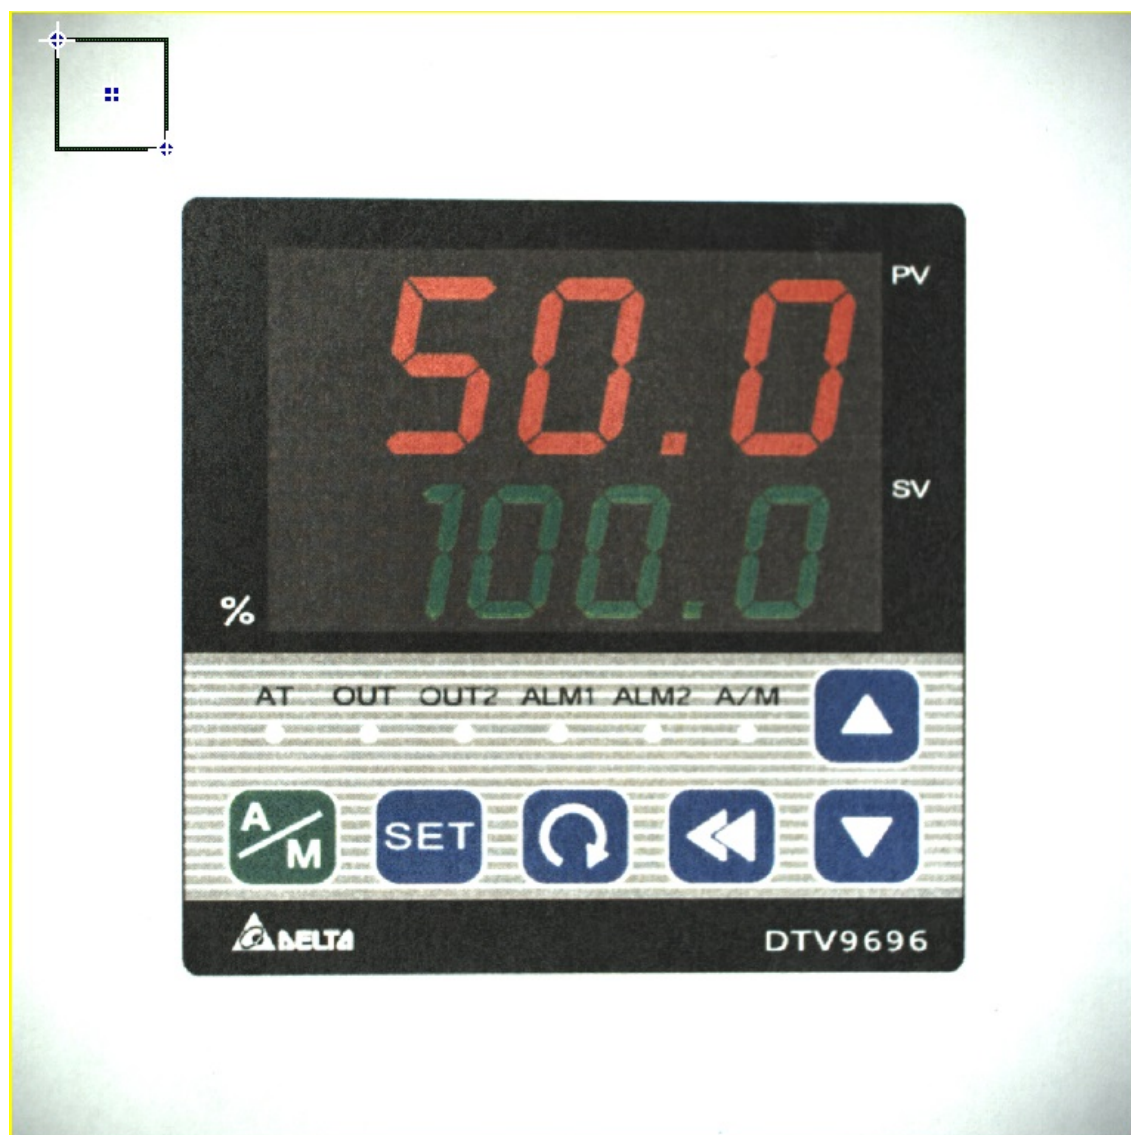 PV
50.0
SV
100.0
%
AT OUT OUT2 ALM1 ALM2 A/M
A/M SET
DELTA DTV9696